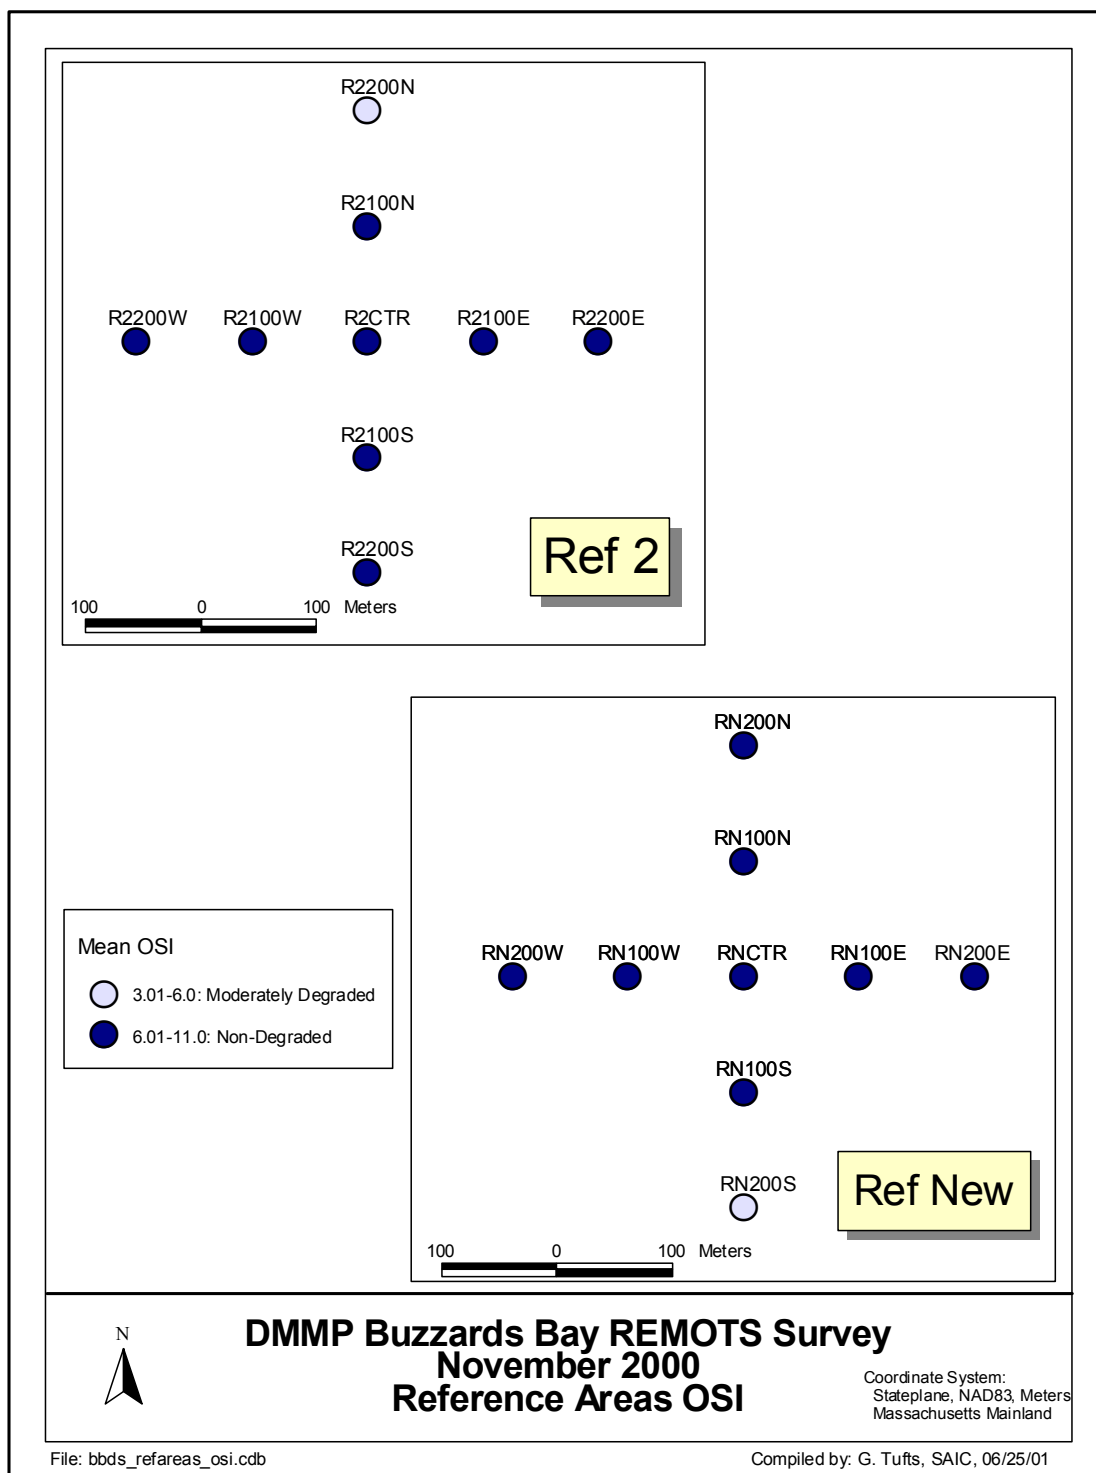 R2200N
R2100N
R2200W R2100W R2CTR R2100E R2200E
R2100S
R2200S
Ref 2
100 0 100 Meters
RN200N
RN100N
RN200W RN100W RNCTR RN100E RN200E
RN100S
RN200S
Ref New
100 0 100 Meters
Mean OSI
3.01-6.0: Moderately Degraded
6.01-11.0: Non-Degraded
N
DMMP Buzzards Bay REMOTS Survey
November 2000
Reference Areas OSI
Coordinate System:
Stateplane, NAD83, Meters
Massachusetts Mainland
File: bbds_refareas_osi.cdb
Compiled by: G. Tufts, SAIC, 06/25/01